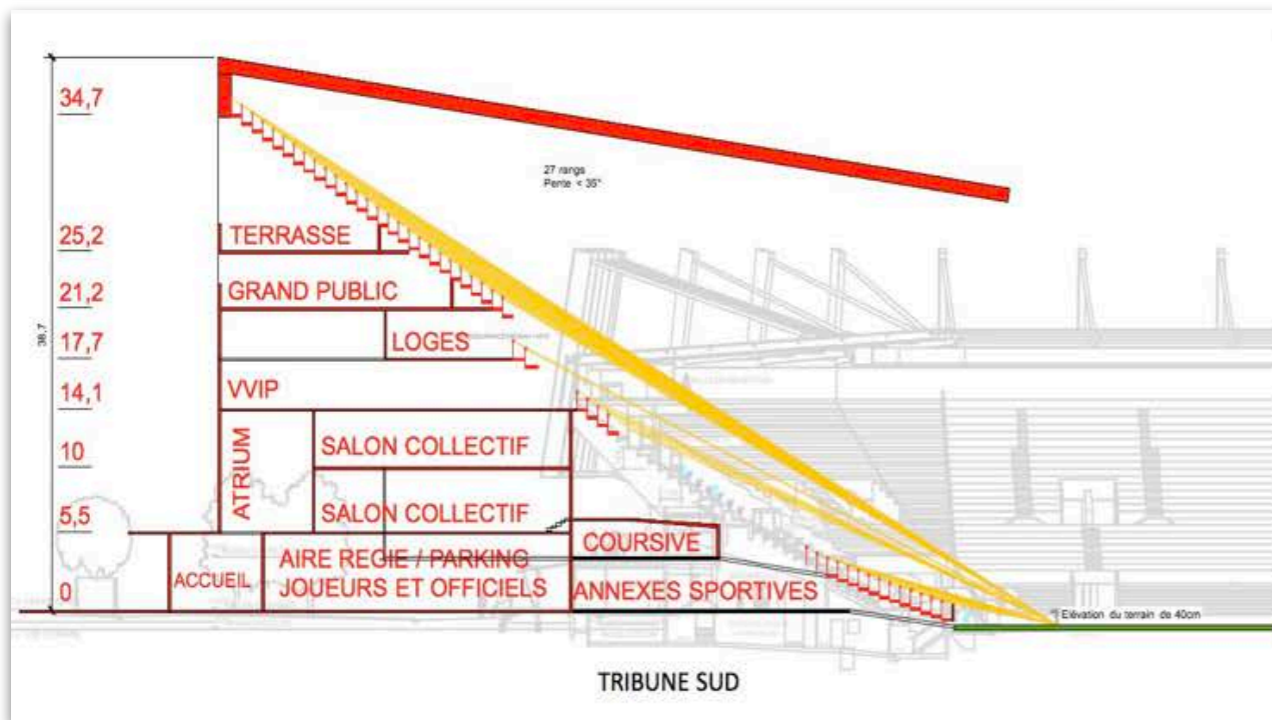 34,7
27 rangs
Pente < 35°
25,2
TERRASSE
21,2
GRAND PUBLIC
38,7
17,7
LOGES
14,1
VVIP
10
ATRIUM
SALON COLLECTIF
5,5
SALON COLLECTIF
COURSIVE
0
ACCUEIL
AIRE REGIE / PARKING
JOUEURS ET OFFICIELS
ANNEXES SPORTIVES
Elévation du terrain de 40cm
TRIBUNE SUD